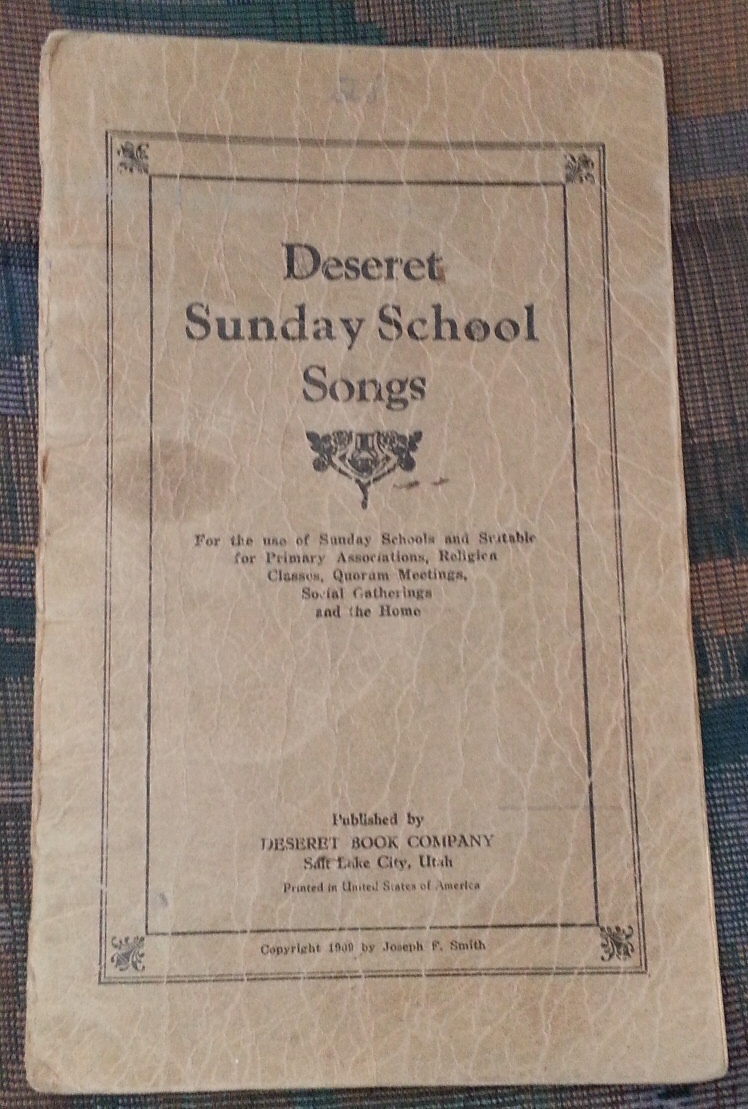 Deseret
Sunday School
Songs
For the use of Sunday Schools and Suitable
for Primary Associations, Religion
Classes, Quorum Meetings,
Social Gatherings
and the Home
Published by
DESERET BOOK COMPANY
Salt Lake City, Utah
Printed in United States of America
Copyright 1909 by Joseph F. Smith